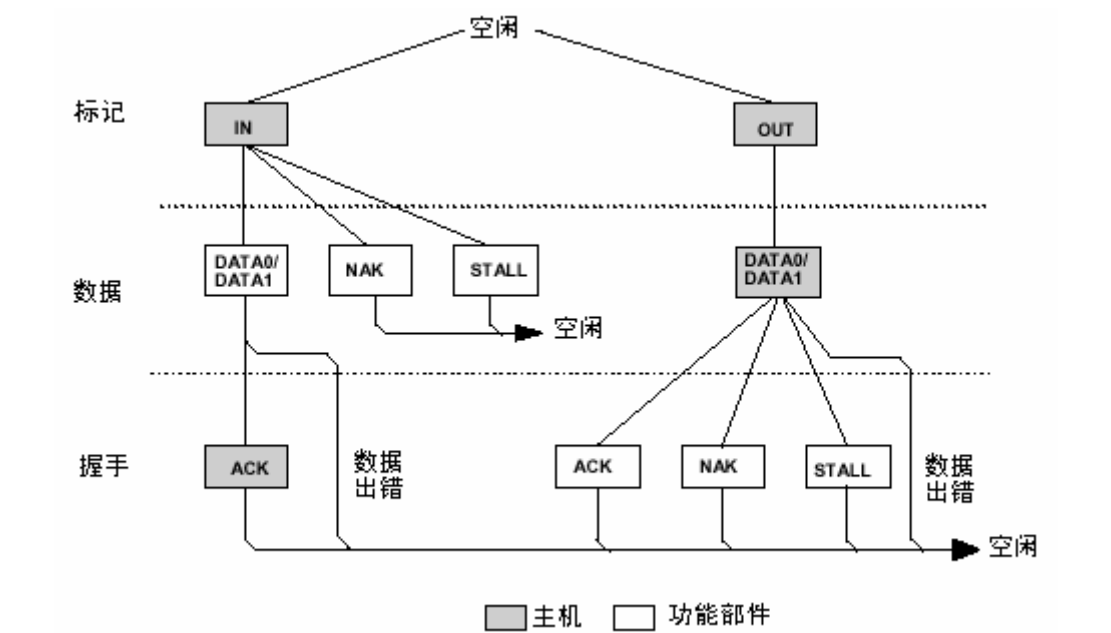 空闲
标记
IN
OUT
数据
DATA0/
DATA1
NAK
STALL
DATA0/
DATA1
空闲
握手
ACK
数据
出错
ACK
NAK
STALL
数据
出错
空闲
主机
功能部件